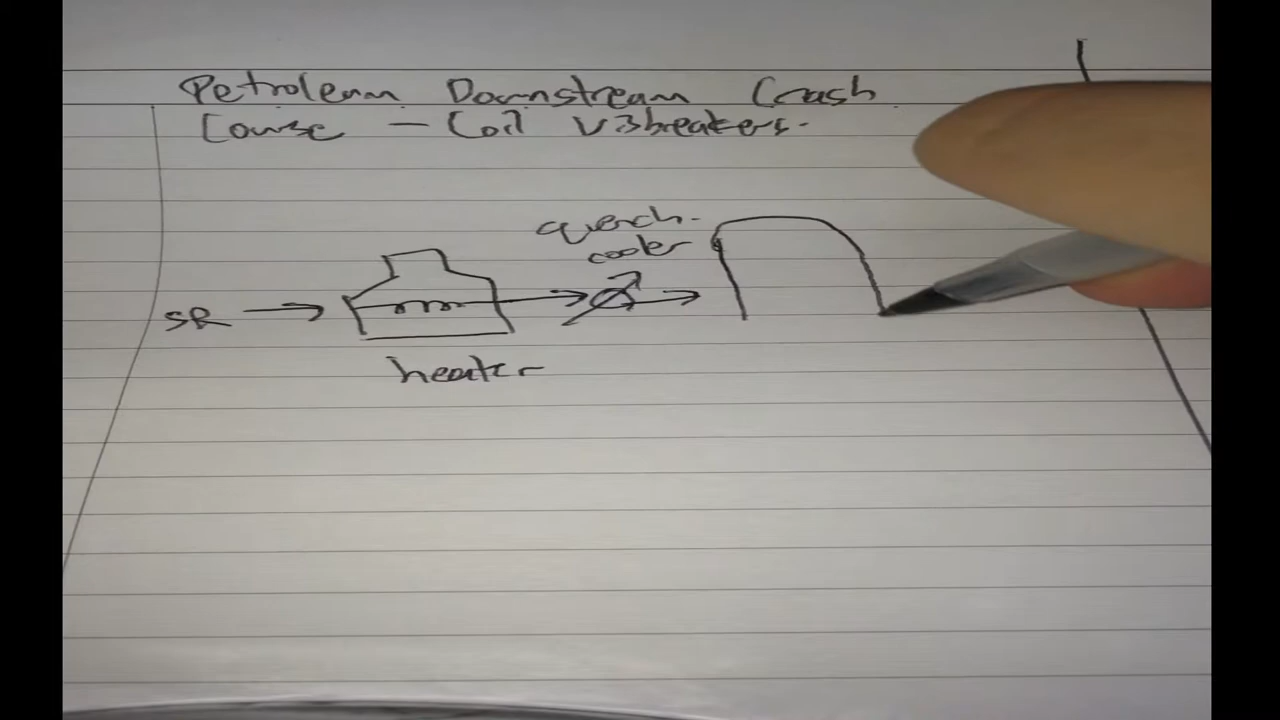 Petroleum Downstream Crash
Course - Coil Visbreakers.
quench
cooler
SR
heater